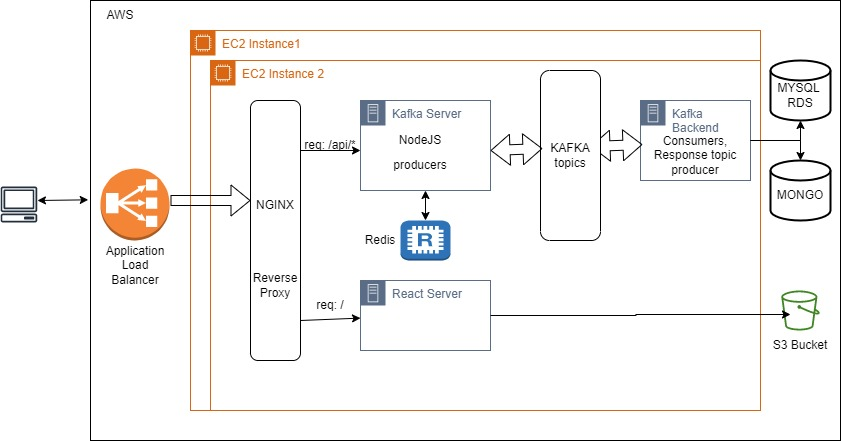 AWS
EC2 Instance1
EC2 Instance 2
MYSQL
RDS
Kafka Server
NodeJS
producers
req: /api/*
KAFKA
topics
Kafka
Backend
Consumers,
Response topic
producer
MONGO
NGINX
Reverse
Proxy
Redis
R
Application
Load
Balancer
req: /
React Server
S3 Bucket